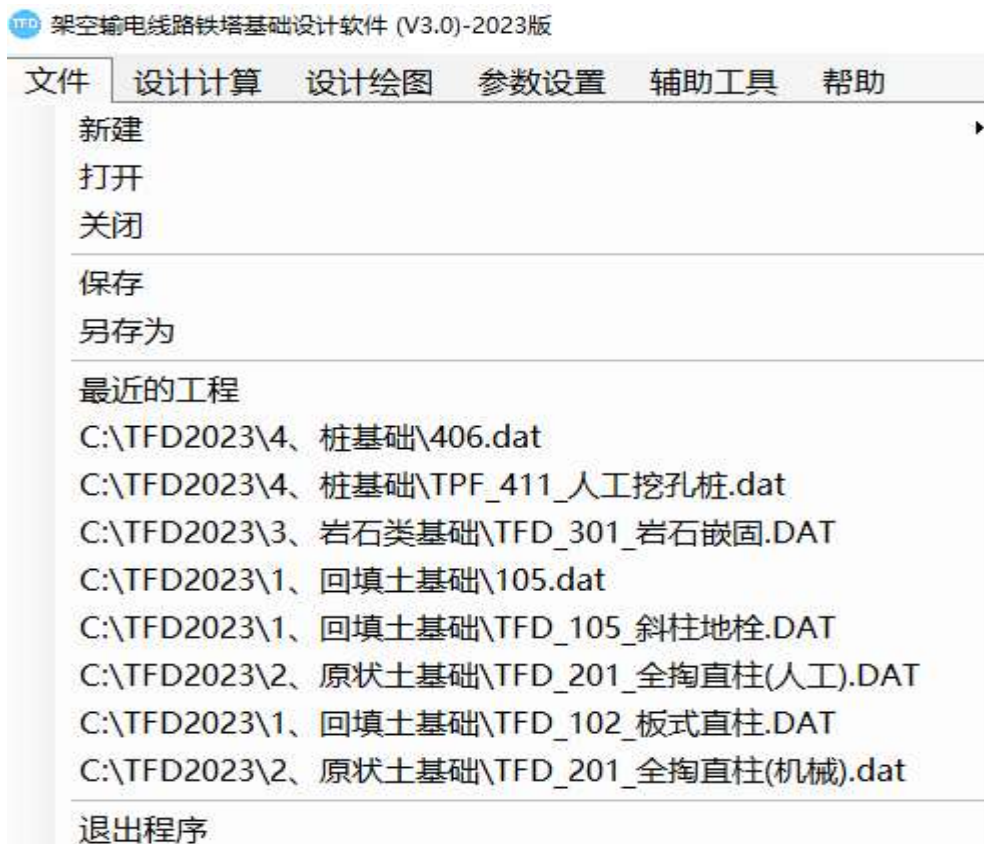 TFD 架空输电线路铁塔基础设计软件 (V3.0)-2023版
文件 设计计算 设计绘图 参数设置 辅助工具 帮助
新建
打开
关闭
保存
另存为
最近的工程
C:\TFD2023\4、桩基础\406.dat
C:\TFD2023\4、桩基础\TPF_411_人工挖孔桩.dat
C:\TFD2023\3、岩石类基础\TFD_301_岩石嵌固.DAT
C:\TFD2023\1、回填土基础\105.dat
C:\TFD2023\1、回填土基础\TFD_105_斜柱地栓.DAT
C:\TFD2023\2、原状土基础\TFD_201_全掏直柱(人工).DAT
C:\TFD2023\1、回填土基础\TFD_102_板式直柱.DAT
C:\TFD2023\2、原状土基础\TFD_201_全掏直柱(机械).dat
退出程序